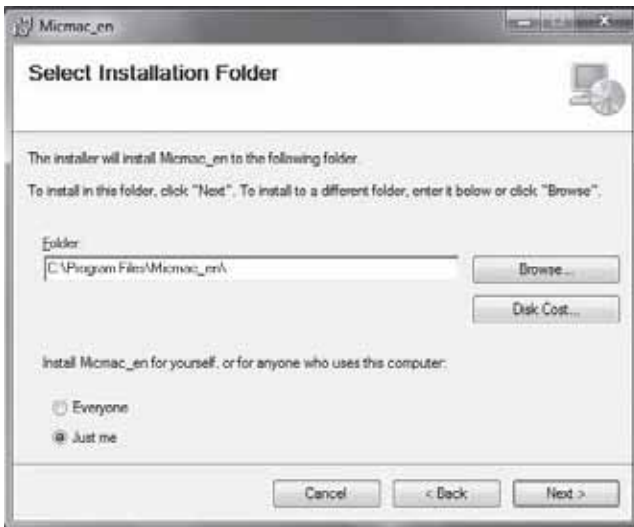 Micmac_en
Select Installation Folder
The installer will install Micmac_en to the following folder.
To install in this folder, click "Next". To install to a different folder, enter it below or click "Browse".
Folder
C:\Program Files\Micmac_en\
Browse...
Disk Cost...
Install Micmac_en for yourself, or for anyone who uses this computer:
Everyone
Just me
Cancel
< Back
Next >